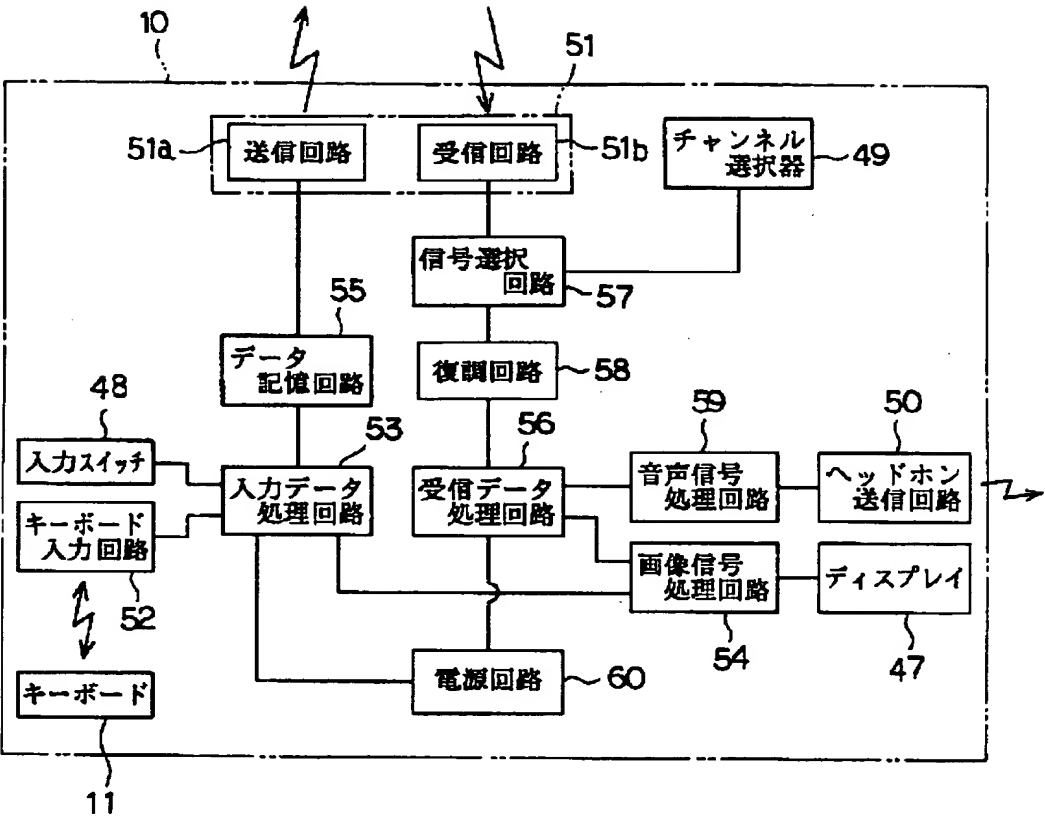 10
51
51a
送信回路
受信回路
51b
チャンネル
選択器
49
信号選択
回路
57
55
データ
記憶回路
復調回路
58
48
入力スイッチ
53
入力データ
処理回路
56
受信データ
処理回路
59
音声信号
処理回路
50
ヘッドホン
送信回路
キーボード
入力回路
52
画像信号
処理回路
54
ディスプレイ
47
キーボード
11
電源回路
60